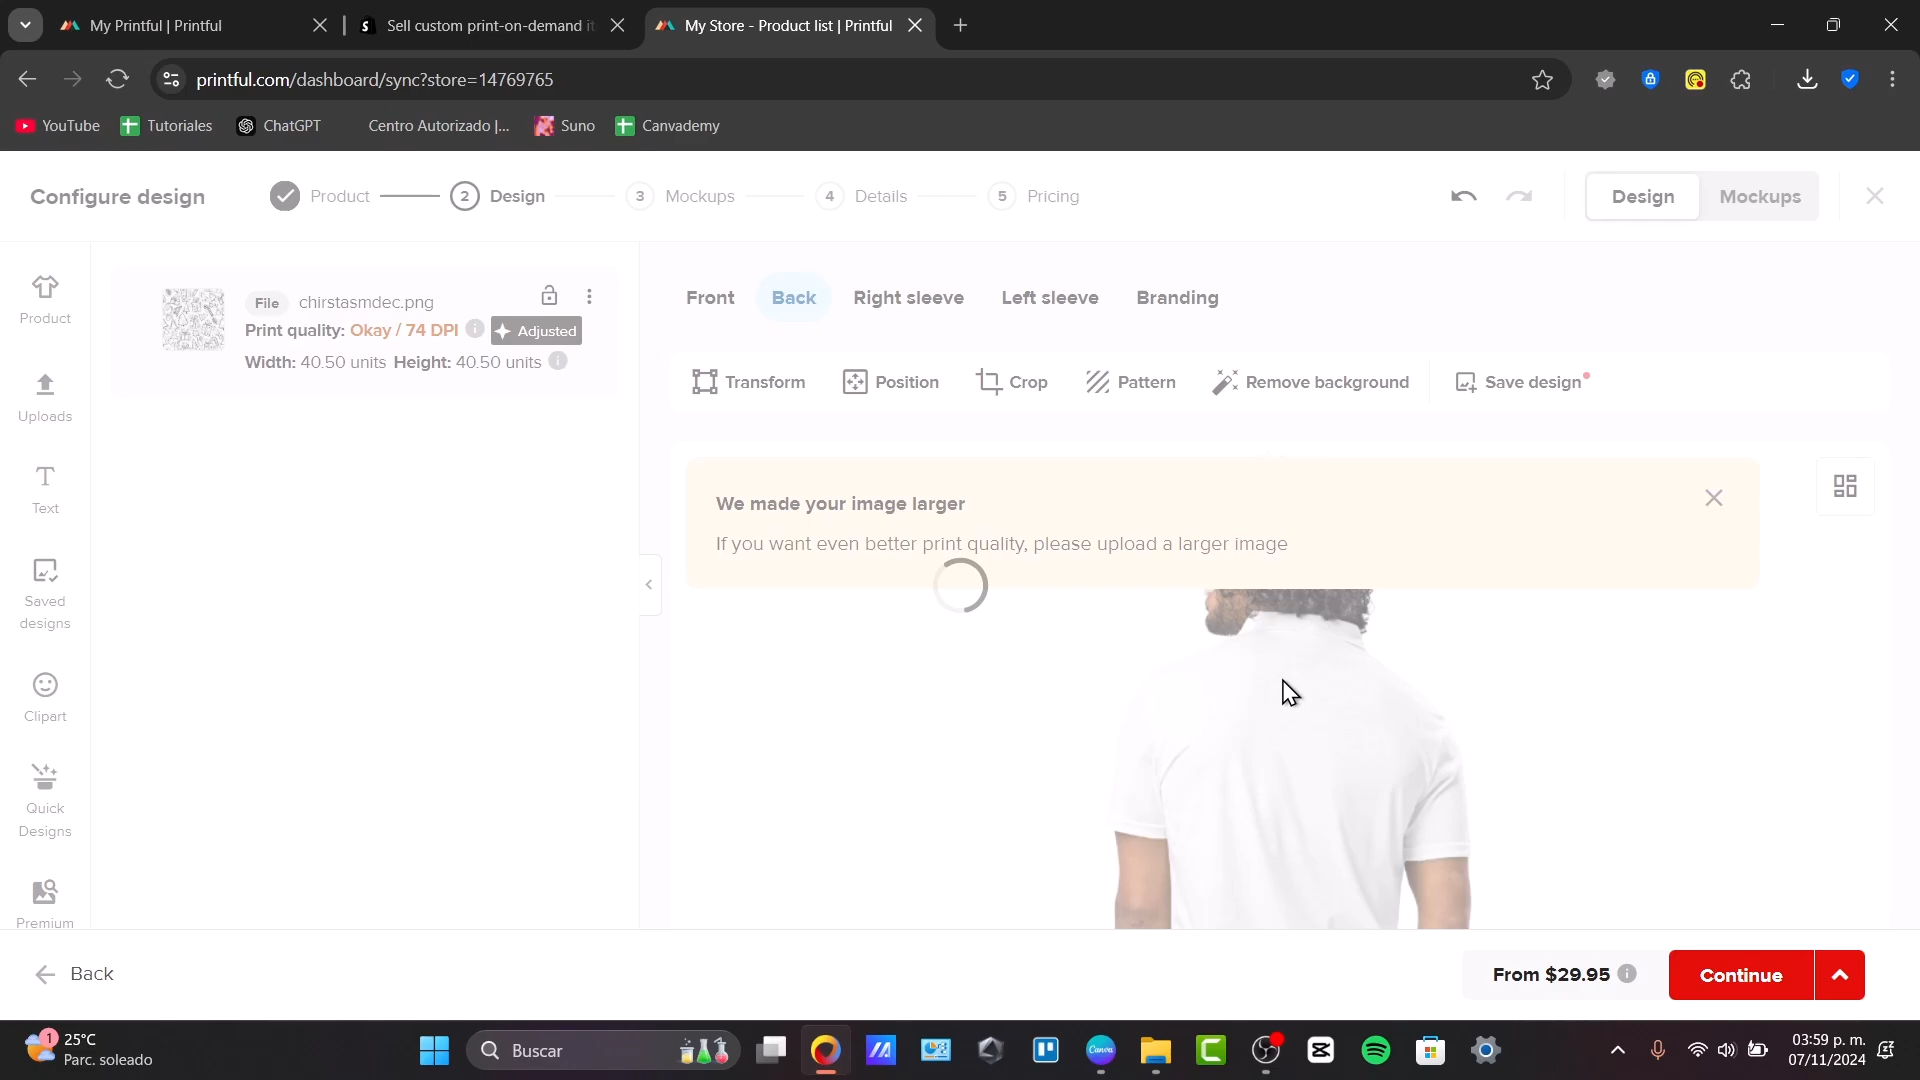 My Printful | Printful
Sell custom print-on-demand it
My Store - Product list | Printful
printful.com/dashboard/sync?store=14769765
YouTube
Tutoriales
ChatGPT
Centro Autorizado |...
Suno
Canvademy
Configure design
Product
2
Design
3
Mockups
4
Details
5
Pricing
Design
Mockups
Product
Uploads
Text
Saved
designs
Clipart
Quick
Designs
Premium
File
chirstasmdec.png
Print quality: Okay / 74 DPI
Adjusted
Width: 40.50 units Height: 40.50 units
Front
Back
Right sleeve
Left sleeve
Branding
Transform
Position
Crop
Pattern
Remove background
Save design
We made your image larger
If you want even better print quality, please upload a larger image
Back
From $29.95
Continue
1
25°C
Parc. soleado
Buscar
Canva
03:59 p. m.
07/11/2024